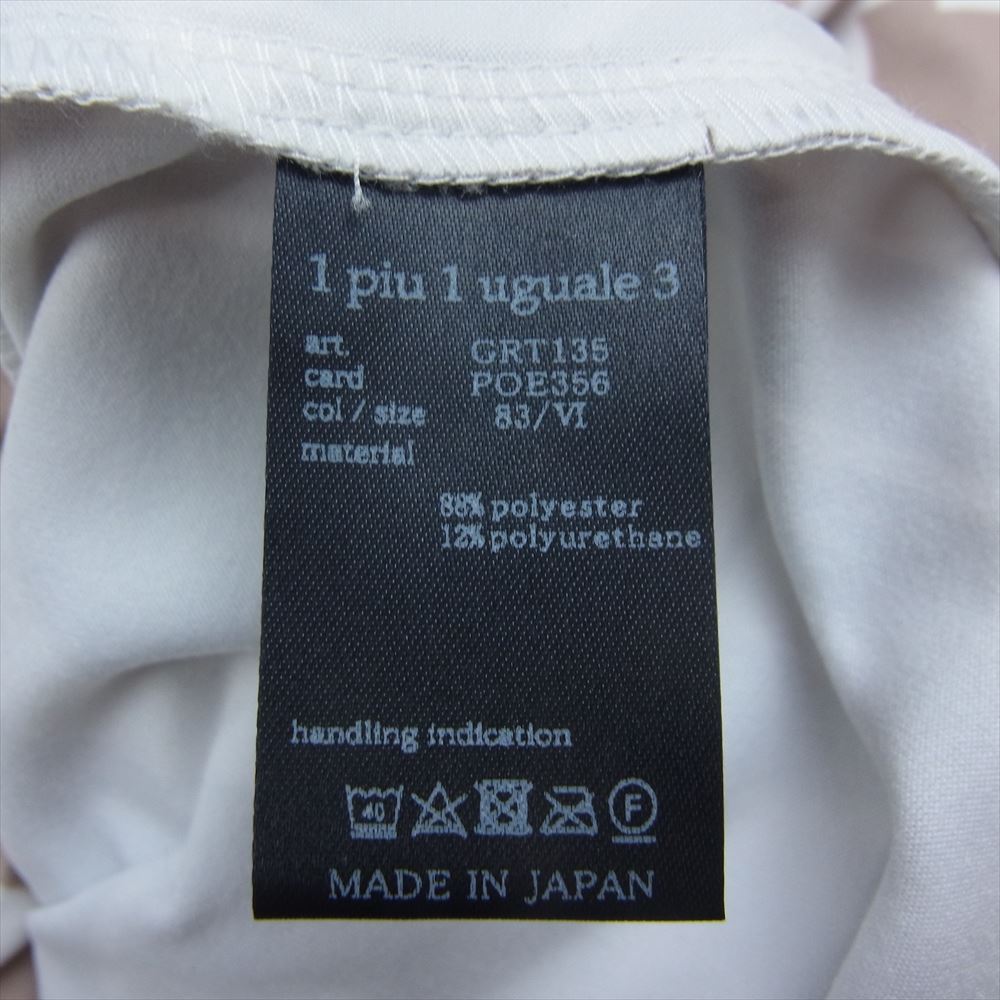 1 piu 1 uguale 3
art. GRT135
card POE356
col / size 83/VI
material
88% polyester
12% polyurethane
handling indication
40 F
MADE IN JAPAN